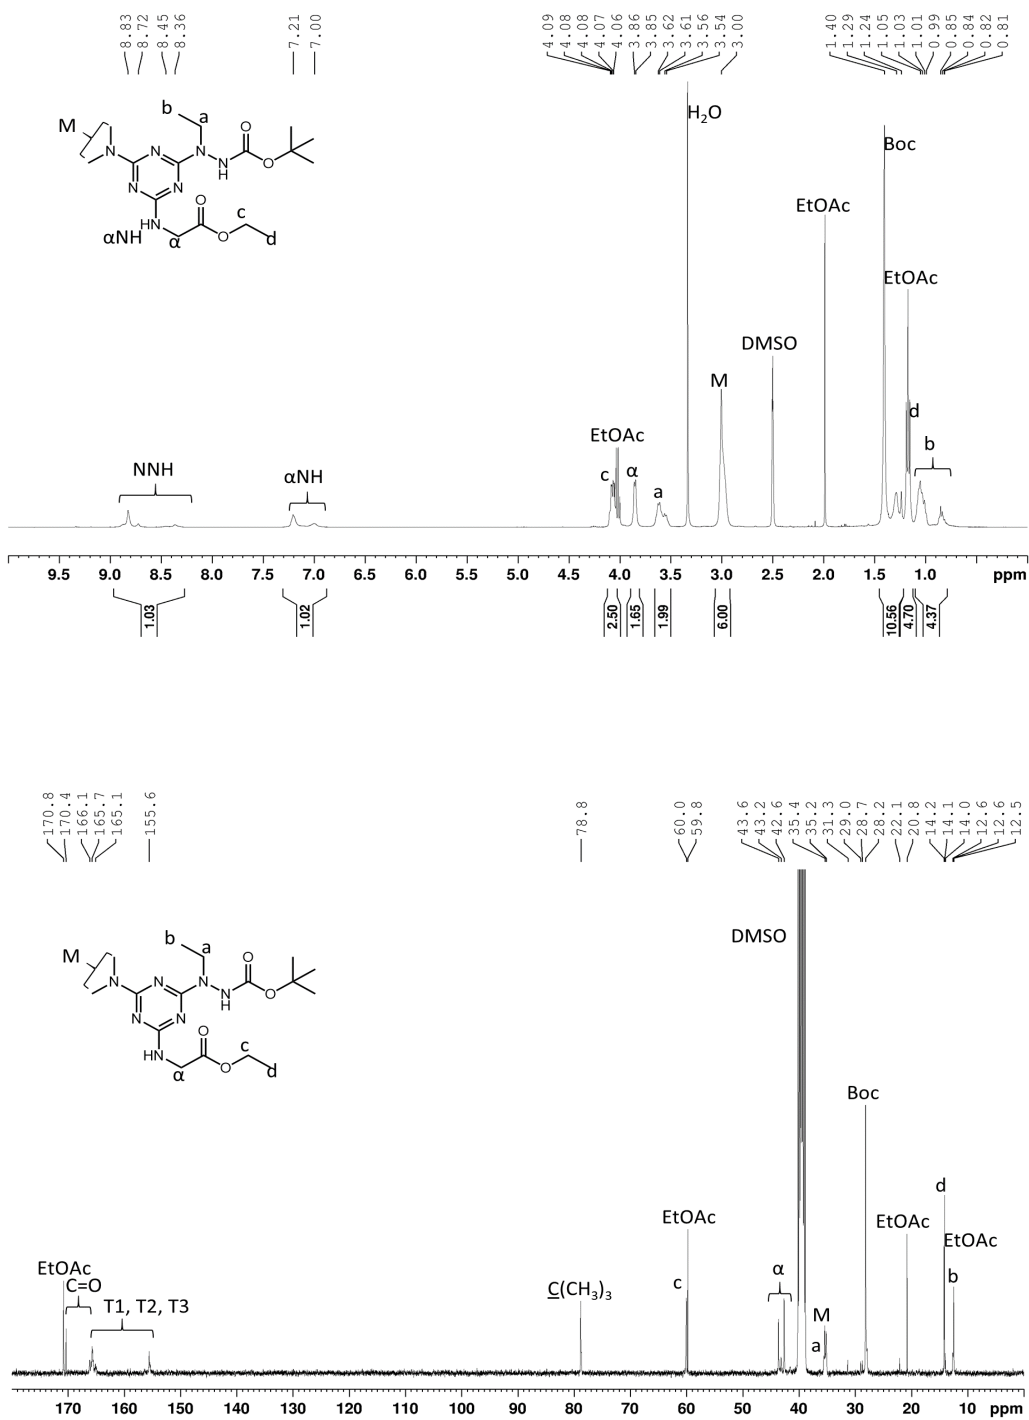 8.83 8.72 8.45 8.36 7.21 7.00 4.09 4.08 4.08 4.07 4.06 3.86 3.85 3.62 3.61 3.56 3.54 3.00 1.40 1.29 1.24 1.05 1.03 1.01 0.99 0.85 0.84 0.82 0.81
b
a
M
H₂O
O
N N N N NH O
H
N N
Boc
EtOAc
O
HN
αNH
α
O
c
d
EtOAc
DMSO
M
d
EtOAc
b
NNH
αNH
c α
a
9.5 9.0 8.5 8.0 7.5 7.0 6.5 6.0 5.5 5.0 4.5 4.0 3.5 3.0 2.5 2.0 1.5 1.0 ppm
1.03 1.02 2.50 1.65 1.99 6.00 10.56 4.70 4.37
170.8 170.4 166.1 165.7 165.1 155.6 78.8 60.0 59.8 43.6 43.2 42.6 35.4 35.2 31.3 29.0 28.7 28.2 22.1 20.8 14.2 14.1 14.0 12.6 12.6 12.5
DMSO
b
a
M
O
N N N N NH O
H
N N
O
HN
α
O
c
d
Boc
d
EtOAc
EtOAc
EtOAc
EtOAc
C=O
T1, T2, T3
C(CH₃)₃
c
α
b
M
a
170 160 150 140 130 120 110 100 90 80 70 60 50 40 30 20 10 ppm